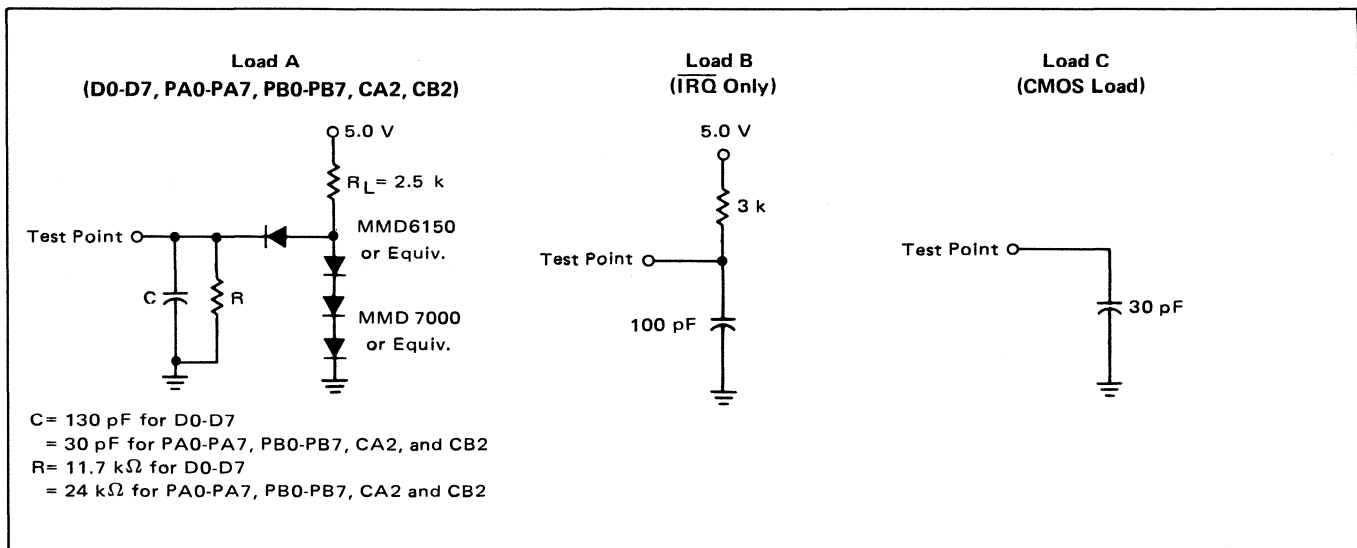 Load A
(D0-D7, PA0-PA7, PB0-PB7, CA2, CB2)
5.0 V
R_L = 2.5 k
MMD6150
or Equiv.
Test Point
C
R
MMD 7000
or Equiv.
C= 130 pF for D0-D7
= 30 pF for PA0-PA7, PB0-PB7, CA2, and CB2
R= 11.7 kΩ for D0-D7
= 24 kΩ for PA0-PA7, PB0-PB7, CA2 and CB2
Load B
(I̅R̅Q̅ Only)
5.0 V
3 k
Test Point
100 pF
Load C
(CMOS Load)
Test Point
30 pF